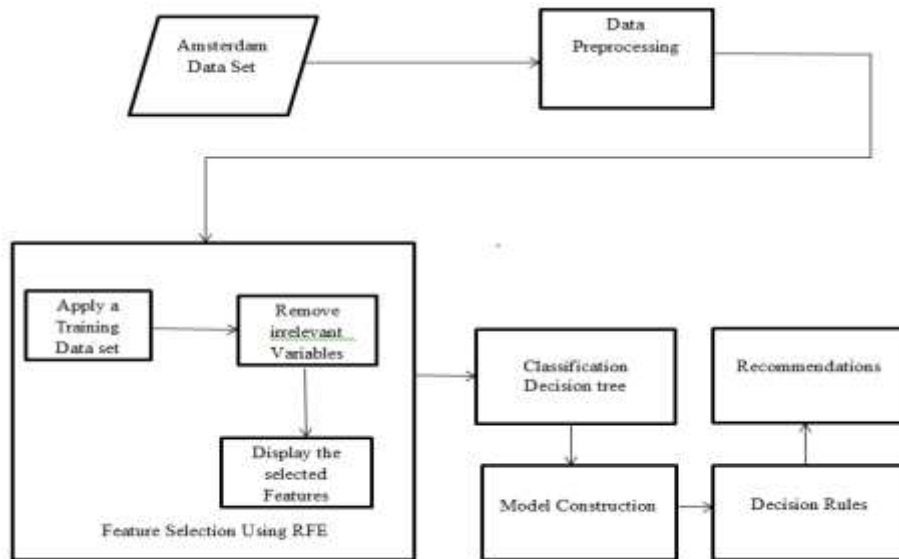 Amsterdam
Data Set
Data
Preprocessing
Apply a
Training
Data set
Remove
irrelevant
Variables
Display the
selected
Features
Feature Selection Using RFE
Classification
Decision tree
Recommendations
Model Construction
Decision Rules